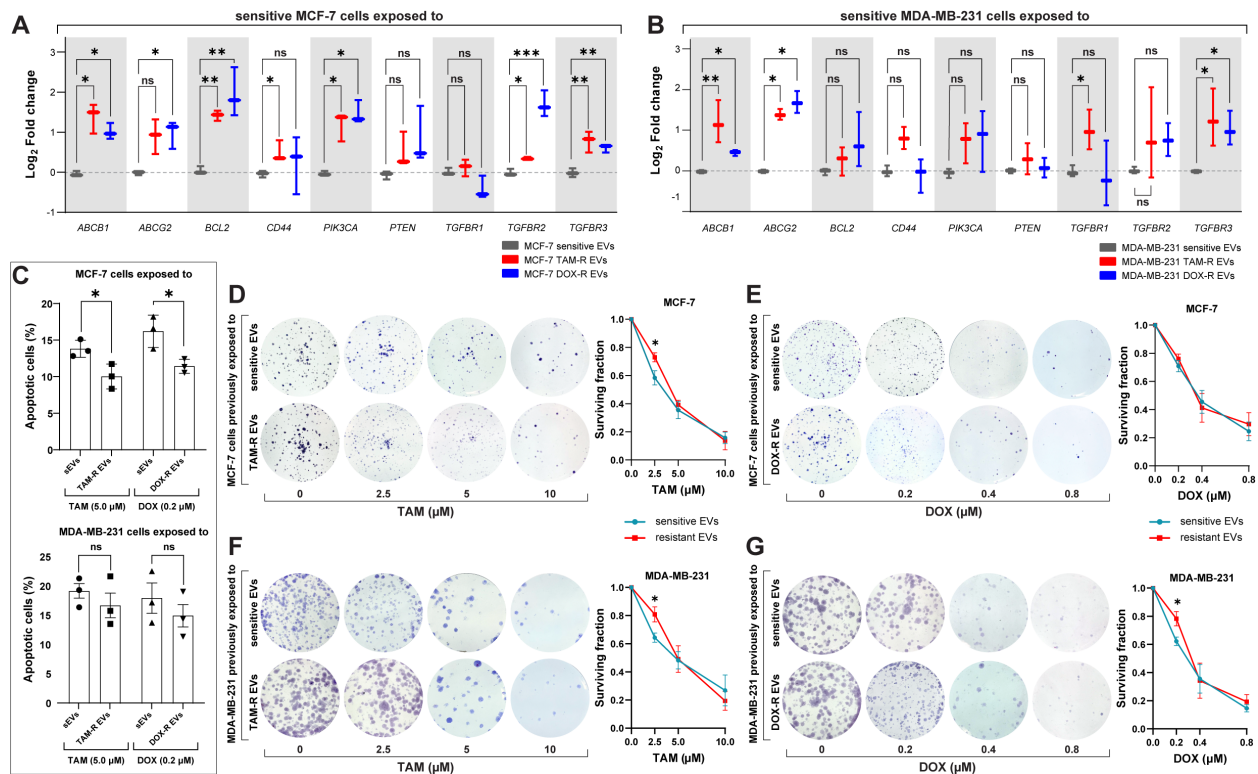 A
sensitive MCF-7 cells exposed to
Log2 Fold change
3
2
1
0
-1
* * ns * ** ** * ns * * ns ns ns ns * *** ** **
ABCB1 ABCG2 BCL2 CD44 PIK3CA PTEN TGFBR1 TGFBR2 TGFBR3
MCF-7 sensitive EVs
MCF-7 TAM-R EVs
MCF-7 DOX-R EVs
B
sensitive MDA-MB-231 cells exposed to
Log2 Fold change
3
2
1
0
-1
** * * * ns ns ns ns ns ns ns ns * ns ns ns * *
ABCB1 ABCG2 BCL2 CD44 PIK3CA PTEN TGFBR1 TGFBR2 TGFBR3
MDA-MB-231 sensitive EVs
MDA-MB-231 TAM-R EVs
MDA-MB-231 DOX-R EVs
C
MCF-7 cells exposed to
Apoptotic cells (%)
20
15
10
5
0
* *
sEVs TAM-R EVs sEVs DOX-R EVs
TAM (5.0 µM) DOX (0.2 µM)
MDA-MB-231 cells exposed to
Apoptotic cells (%)
25
20
15
10
5
0
ns ns
sEVs TAM-R EVs sEVs DOX-R EVs
TAM (5.0 µM) DOX (0.2 µM)
D
MCF-7 cells previously exposed to
sensitive EVs
TAM-R EVs
0 2.5 5 10
TAM (µM)
MCF-7
Surviving fraction
1.0
0.8
0.6
0.4
0.2
0.0
*
0.0 2.5 5.0 10.0
TAM (µM)
E
MCF-7 cells previously exposed to
sensitive EVs
DOX-R EVs
0 0.2 0.4 0.8
DOX (µM)
MCF-7
Surviving fraction
1.0
0.8
0.6
0.4
0.2
0.0
0.0 0.2 0.4 0.8
DOX (µM)
sensitive EVs
resistant EVs
sensitive EVs
resistant EVs
F
MDA-MB-231 previously exposed to
sensitive EVs
TAM-R EVs
0 2.5 5 10
TAM (µM)
MDA-MB-231
Surviving fraction
1.0
0.8
0.6
0.4
0.2
0.0
*
0.0 2.5 5.0 10.0
TAM (µM)
G
MDA-MB-231 previously exposed to
sensitive EVs
DOX-R EVs
0 0.2 0.4 0.8
DOX (µM)
MDA-MB-231
Surviving fraction
1.0
0.8
0.6
0.4
0.2
0.0
*
0.0 0.2 0.4 0.8
DOX (µM)